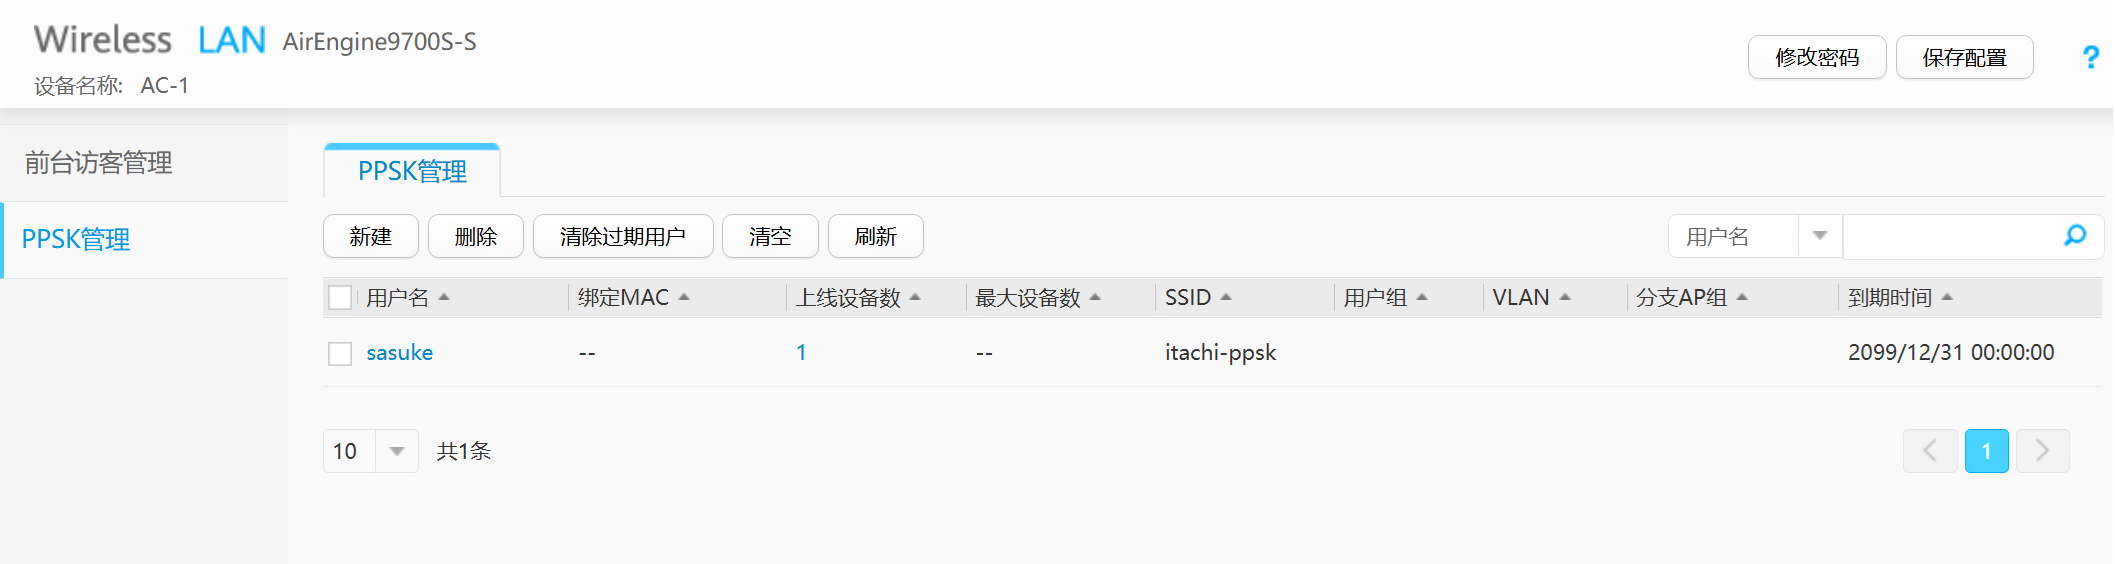 Wireless LAN AirEngine9700S-S
设备名称: AC-1
修改密码 保存配置 ?
前台访客管理
PPSK管理
PPSK管理
新建 删除 清除过期用户 清空 刷新 用户名
用户名 绑定MAC 上线设备数 最大设备数 SSID 用户组 VLAN 分支AP组 到期时间
sasuke -- 1 -- itachi-ppsk 2099/12/31 00:00:00
10 共1条 1